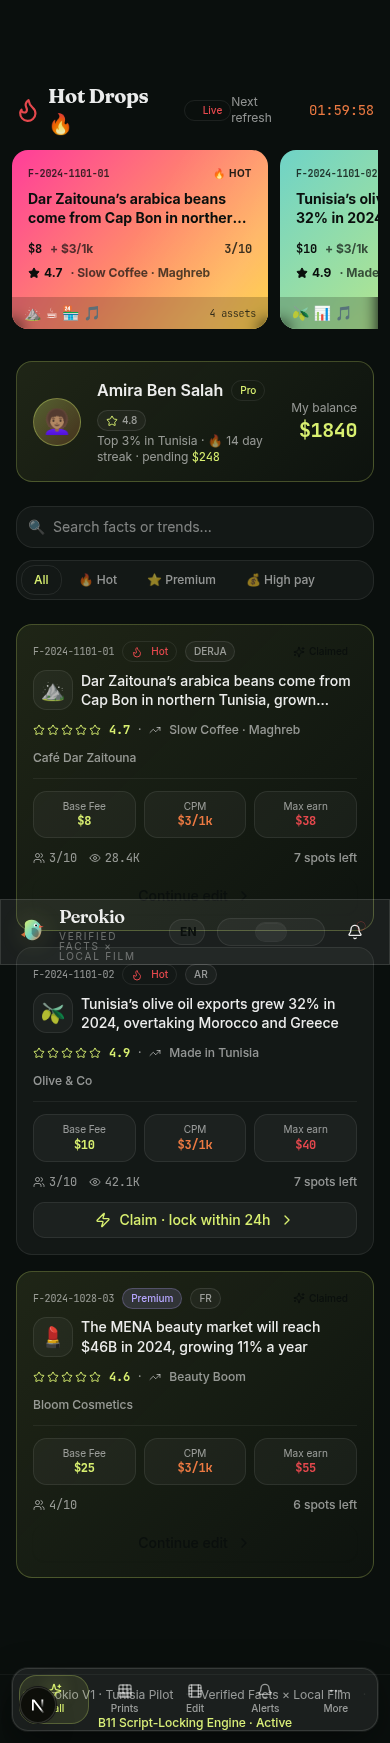 Hot Drops
🔥
Live
Next
refresh
01:59:58
F-2024-1101-01
🔥 HOT
Dar Zaitouna's arabica beans
come from Cap Bon in norther...
$8 + $3/1k
3/10
★ 4.7 · Slow Coffee · Maghreb
4 assets
F-2024-1101-02
32% in 2024
$10 + $3/1k
★ 4.9 · Made
Amira Ben Salah
Pro
4.8
Top 3% in Tunisia · 🔥 14 day
streak · pending $248
My balance
$1840
Search facts or trends...
All
🔥 Hot
⭐ Premium
💰 High pay
F-2024-1101-01
Hot
DERJA
Claimed
Dar Zaitouna's arabica beans come from
Cap Bon in northern Tunisia, grown...
4.7 · Slow Coffee · Maghreb
Café Dar Zaitouna
Base Fee
$8
CPM
$3/1k
Max earn
$38
3/10
28.4K
7 spots left
Continue edit
Perokio
VERIFIED
FACTS ×
LOCAL FILM
EN
F-2024-1101-02
Hot
AR
Tunisia's olive oil exports grew 32% in
2024, overtaking Morocco and Greece
4.9 · Made in Tunisia
Olive & Co
Base Fee
$10
CPM
$3/1k
Max earn
$40
3/10
42.1K
7 spots left
Claim · lock within 24h
F-2024-1028-03
Premium
FR
Claimed
The MENA beauty market will reach
$46B in 2024, growing 11% a year
4.6 · Beauty Boom
Bloom Cosmetics
Base Fee
$25
CPM
$3/1k
Max earn
$55
4/10
6 spots left
Continue edit
V1 · Tunisia Pilot
Verified Facts × Local Film
Prints
Edit
Alerts
More
B11 Script-Locking Engine · Active